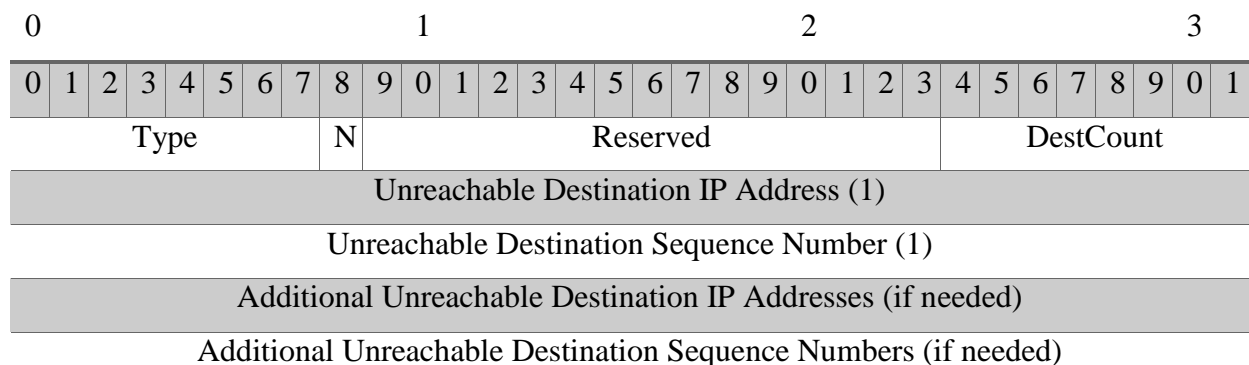 0 1 2 3
0 1 2 3 4 5 6 7 8 9 0 1 2 3 4 5 6 7 8 9 0 1 2 3 4 5 6 7 8 9 0 1
Type N Reserved DestCount
Unreachable Destination IP Address (1)
Unreachable Destination Sequence Number (1)
Additional Unreachable Destination IP Addresses (if needed)
Additional Unreachable Destination Sequence Numbers (if needed)